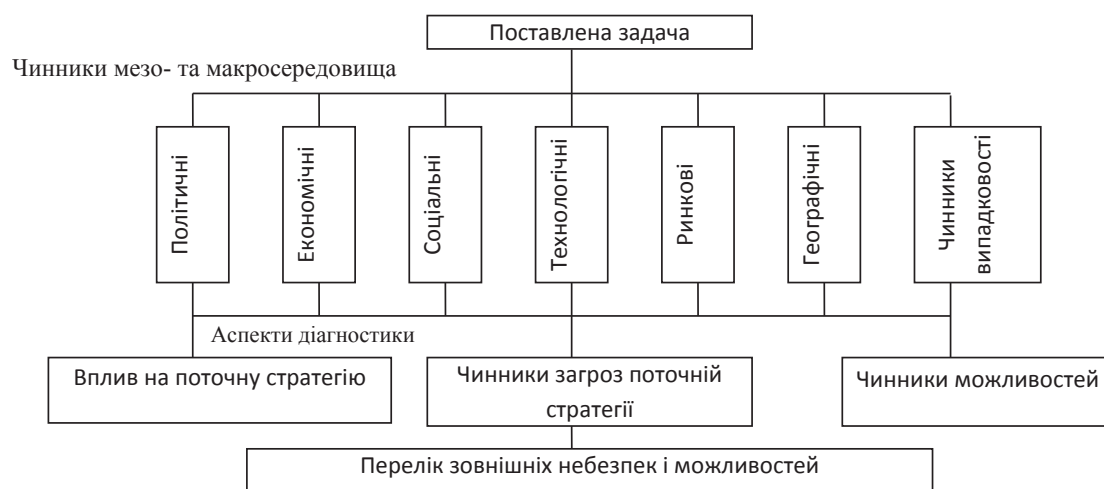 Поставлена задача
Чинники мезо- та макросередовища
Політичні
Економічні
Соціальні
Технологічні
Ринкові
Географічні
Чинники
випадковості
Аспекти діагностики
Вплив на поточну стратегію
Чинники загроз поточній
стратегії
Чинники можливостей
Перелік зовнішніх небезпек і можливостей